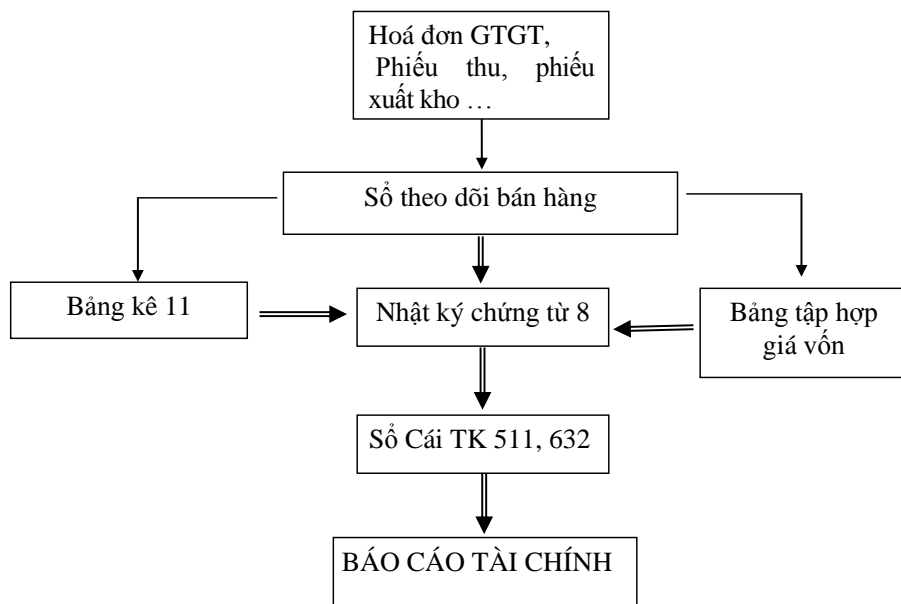 Hoá đơn GTGT,
Phiếu thu, phiếu
xuất kho …
Sổ theo dõi bán hàng
Bảng kê 11
Nhật ký chứng từ 8
Bảng tập hợp
giá vốn
Sổ Cái TK 511, 632
BÁO CÁO TÀI CHÍNH